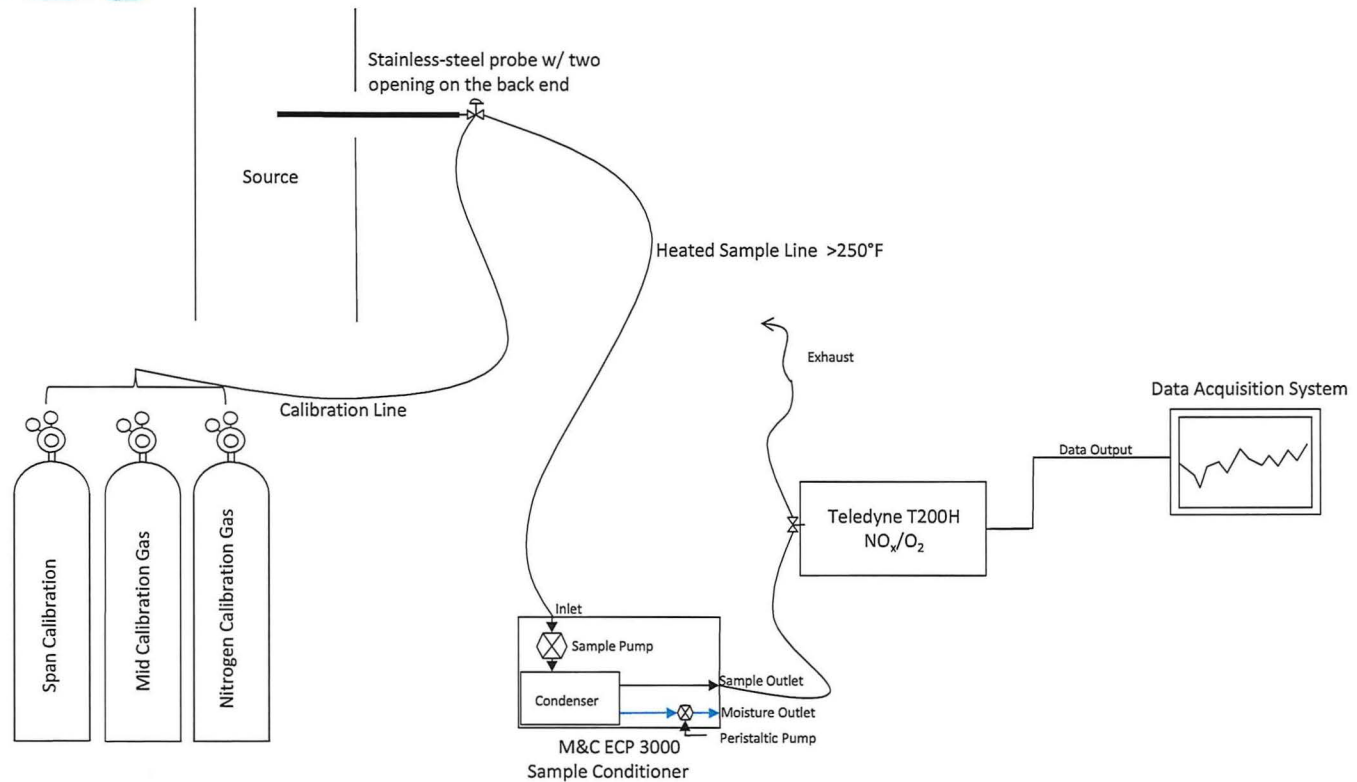 Stainless-steel probe w/ two
opening on the back end
Source
Heated Sample Line >250°F
Exhaust
Calibration Line
Data Acquisition System
Data Output
Teledyne T200H
NOx/O2
Span Calibration
Mid Calibration Gas
Nitrogen Calibration Gas
Inlet
Sample Pump
Condenser
Sample Outlet
Moisture Outlet
Peristaltic Pump
M&C ECP 3000
Sample Conditioner